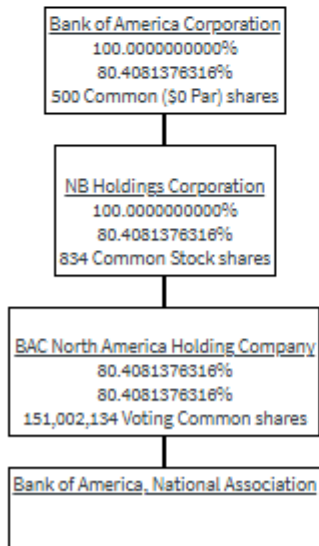 Bank of America Corporation
100.0000000000%
80.4081376316%
500 Common ($0 Par) shares
NB Holdings Corporation
100.0000000000%
80.4081376316%
834 Common Stock shares
BAC North America Holding Company
80.4081376316%
80.4081376316%
151,002,134 Voting Common shares
Bank of America, National Association